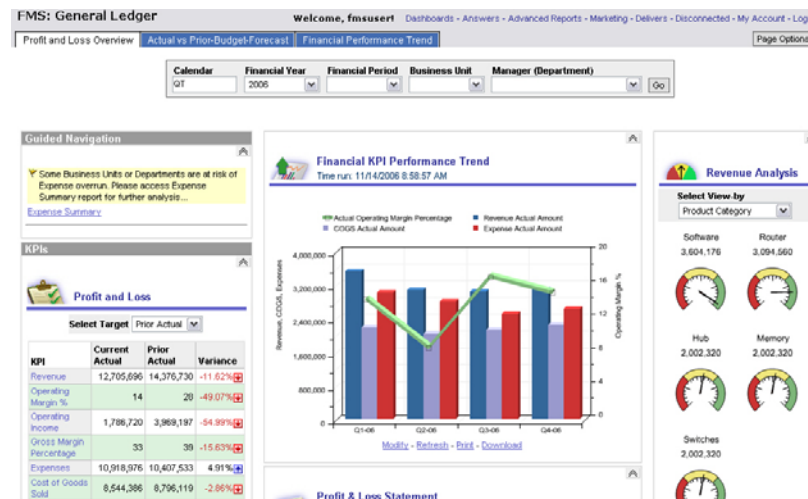 FMS: General Ledger
Welcome, fmsuser! Dashboards - Answers - Advanced Reports - Marketing - Delivers - Disconnected - My Account - Log
Profit and Loss Overview Actual vs Prior-Budget-Forecast Financial Performance Trend
Page Options
Calendar Financial Year Financial Period Business Unit Manager (Department)
QT 2006 Go
Guided Navigation
Some Business Units or Departments are at risk of
Expense overrun. Please access Expense
Summary report for further analysis...
Expense Summary
KPIs
Profit and Loss
Select Target Prior Actual
KPI Current Actual Prior Actual Variance
Revenue 12,705,696 14,376,730 -11.62%
Operating Margin % 14 28 -49.07%
Operating Income 1,786,720 3,969,197 -54.99%
Gross Margin Percentage 33 39 -15.63%
Expenses 10,918,976 10,407,533 4.91%
Cost of Goods Sold 8,544,386 8,796,119 -2.86%
Financial KPI Performance Trend
Time run: 11/14/2006 8:58:57 AM
Actual Operating Margin Percentage Revenue Actual Amount
COGS Actual Amount Expense Actual Amount
Revenue, COGS, Expenses
4,000,000
3,200,000
2,400,000
1,600,000
800,000
0
20
16
12
8
4
0
Operating Margin %
Q1-06 Q2-06 Q3-06 Q4-06
Modify - Refresh - Print - Download
Profit & Loss Statement
Revenue Analysis
Select View-by
Product Category
Software Router
3,604,176 3,094,560
Hub Memory
2,002,320 2,002,320
Switches
2,002,320